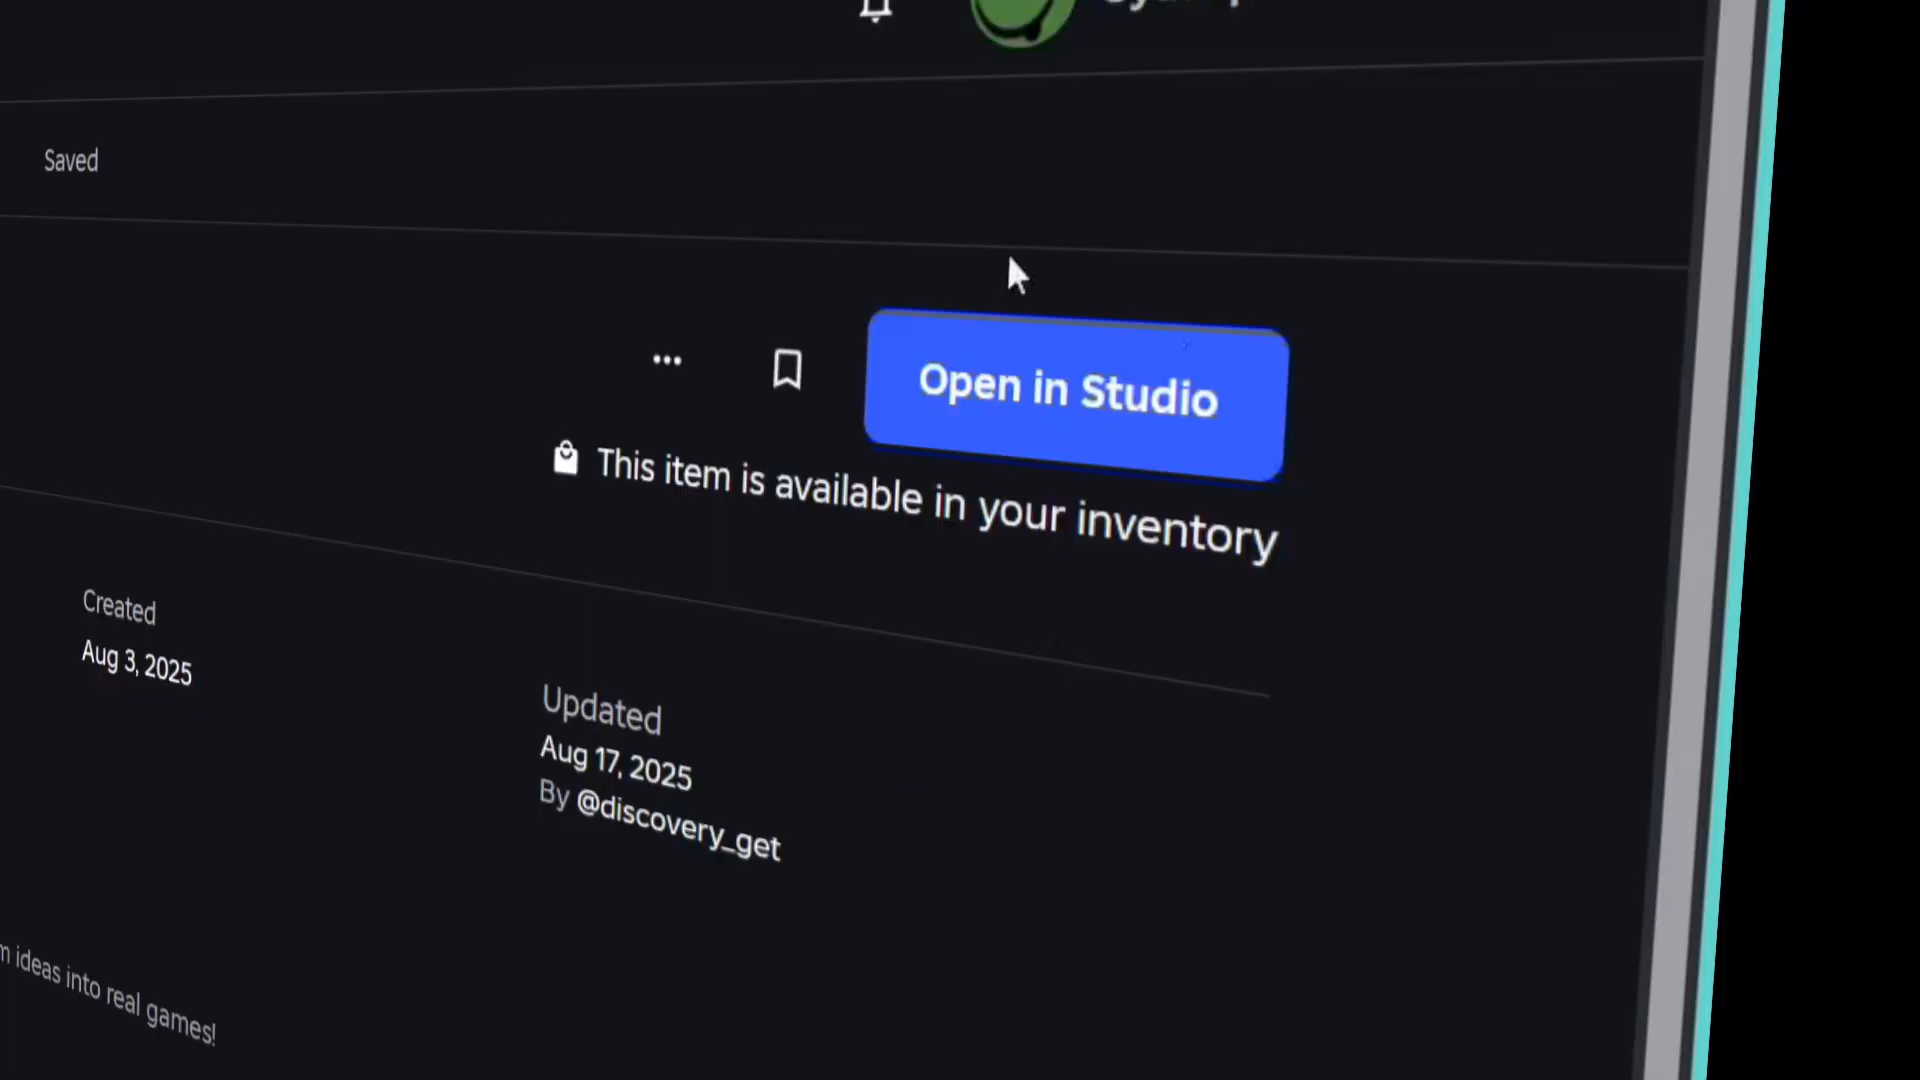 Saved
Open in Studio
This item is available in your inventory
Created
Aug 3, 2025
Updated
Aug 17, 2025
By @discovery_get
ideas into real games!